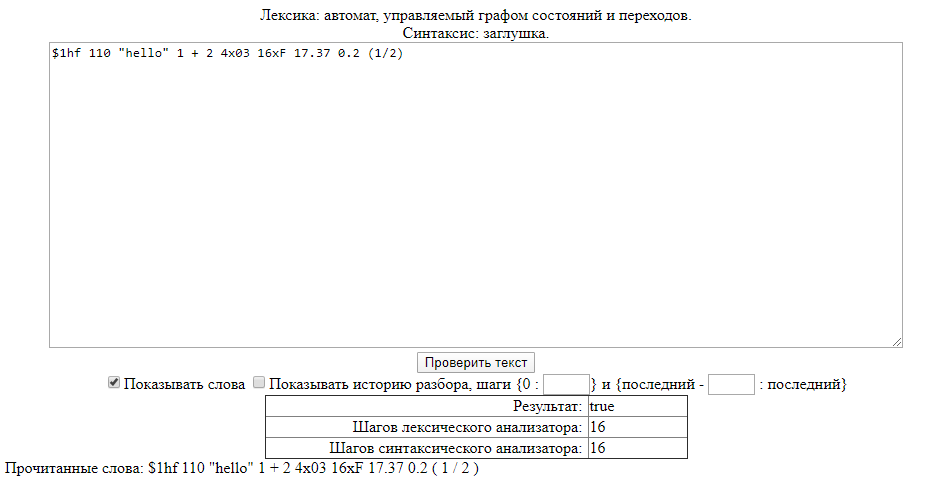 Лексика: автомат, управляемый графом состояний и переходов.
Синтаксис: заглушка.
$1hf 110 "hello" 1 + 2 4x03 16xF 17.37 0.2 (1/2)
Проверить текст
Показывать слова Показывать историю разбора, шаги {0 : } и {последний - : последний}
Результат: true
Шагов лексического анализатора: 16
Шагов синтаксического анализатора: 16
Прочитанные слова: $1hf 110 "hello" 1 + 2 4x03 16xF 17.37 0.2 ( 1 / 2 )